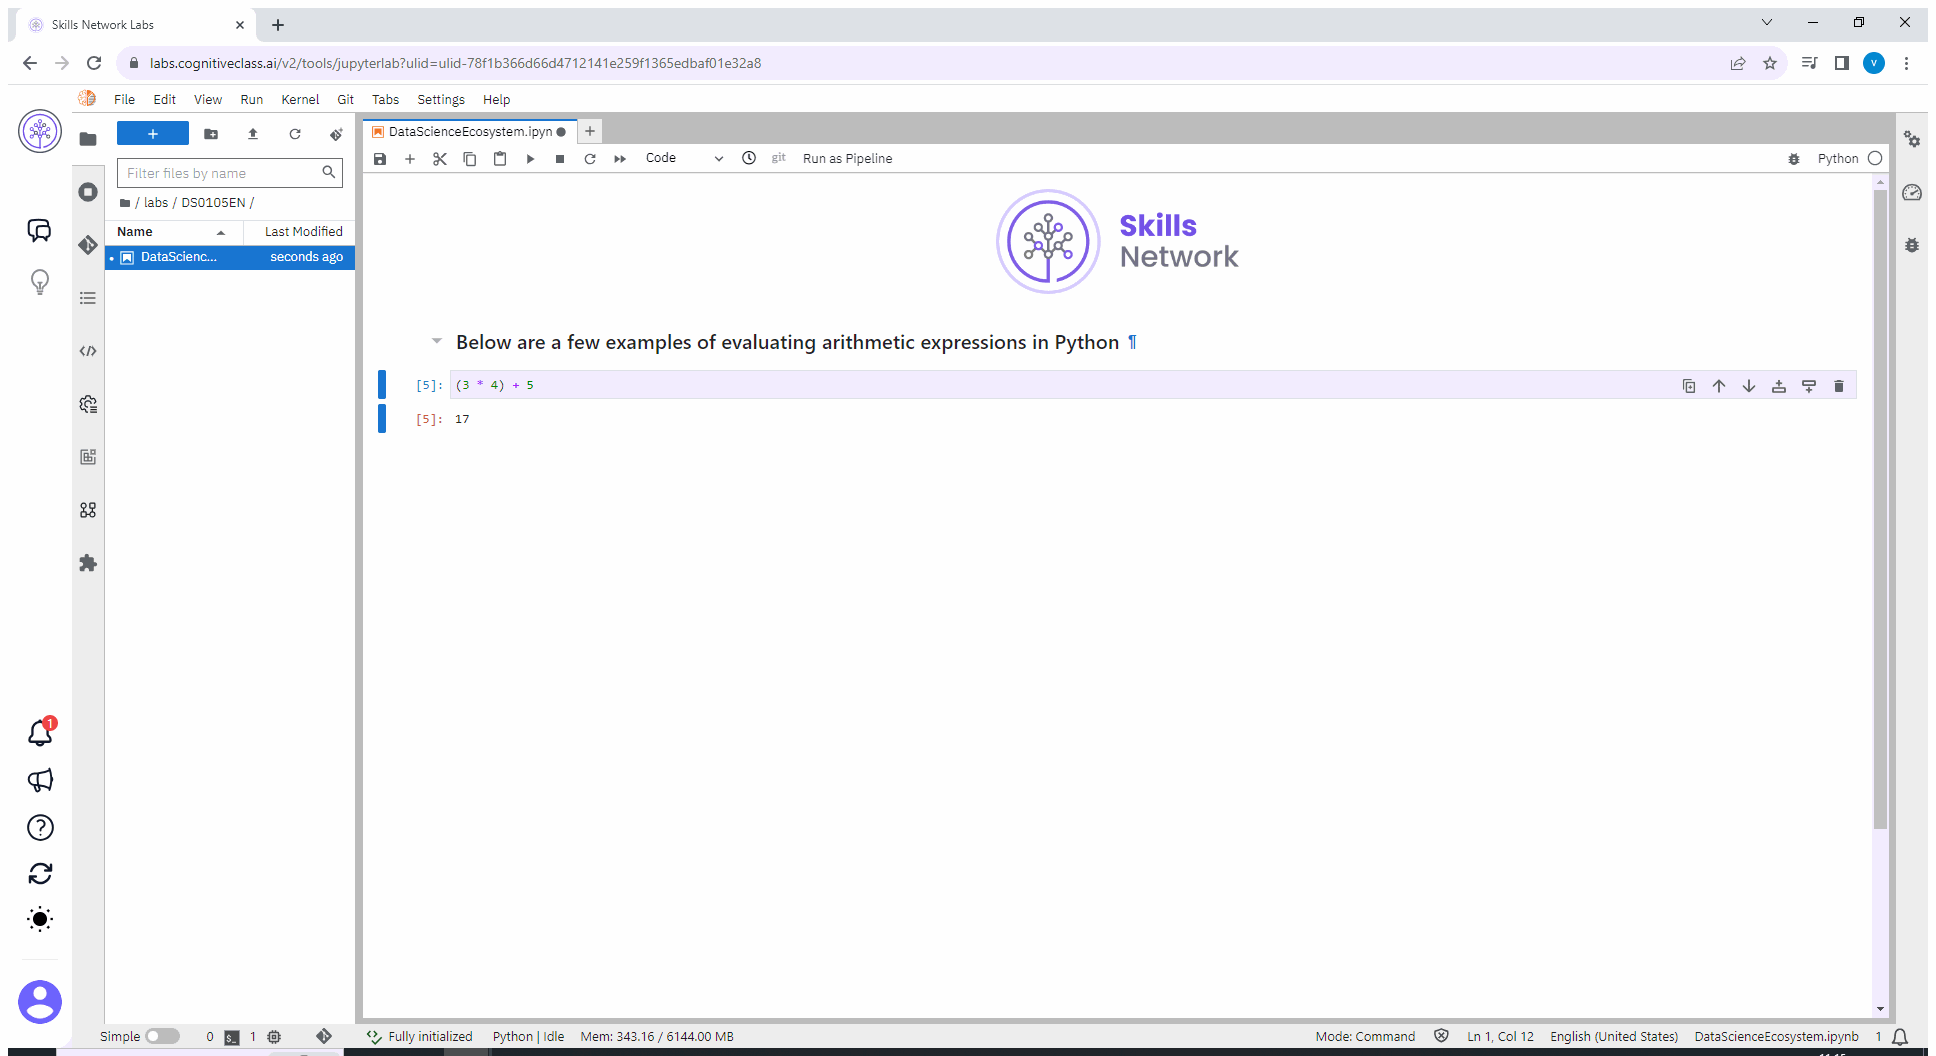 Skills Network Labs
labs.cognitiveclass.ai/v2/tools/jupyterlab?ulid=ulid-78f1b366d66d4712141e259f1365edbaf01e32a8
V
File Edit View Run Kernel Git Tabs Settings Help
DataScienceEcosystem.ipyn
Code
git
Run as Pipeline
Python
Filter files by name
/ labs / DS0105EN /
Name Last Modified
DataScienc... seconds ago
Skills
Network
Below are a few examples of evaluating arithmetic expressions in Python ¶
[5]: (3 * 4) + 5
[5]: 17
1
Simple 0 $_ 1 Fully initialized Python | Idle Mem: 343.16 / 6144.00 MB Mode: Command Ln 1, Col 12 English (United States) DataScienceEcosystem.ipynb 1